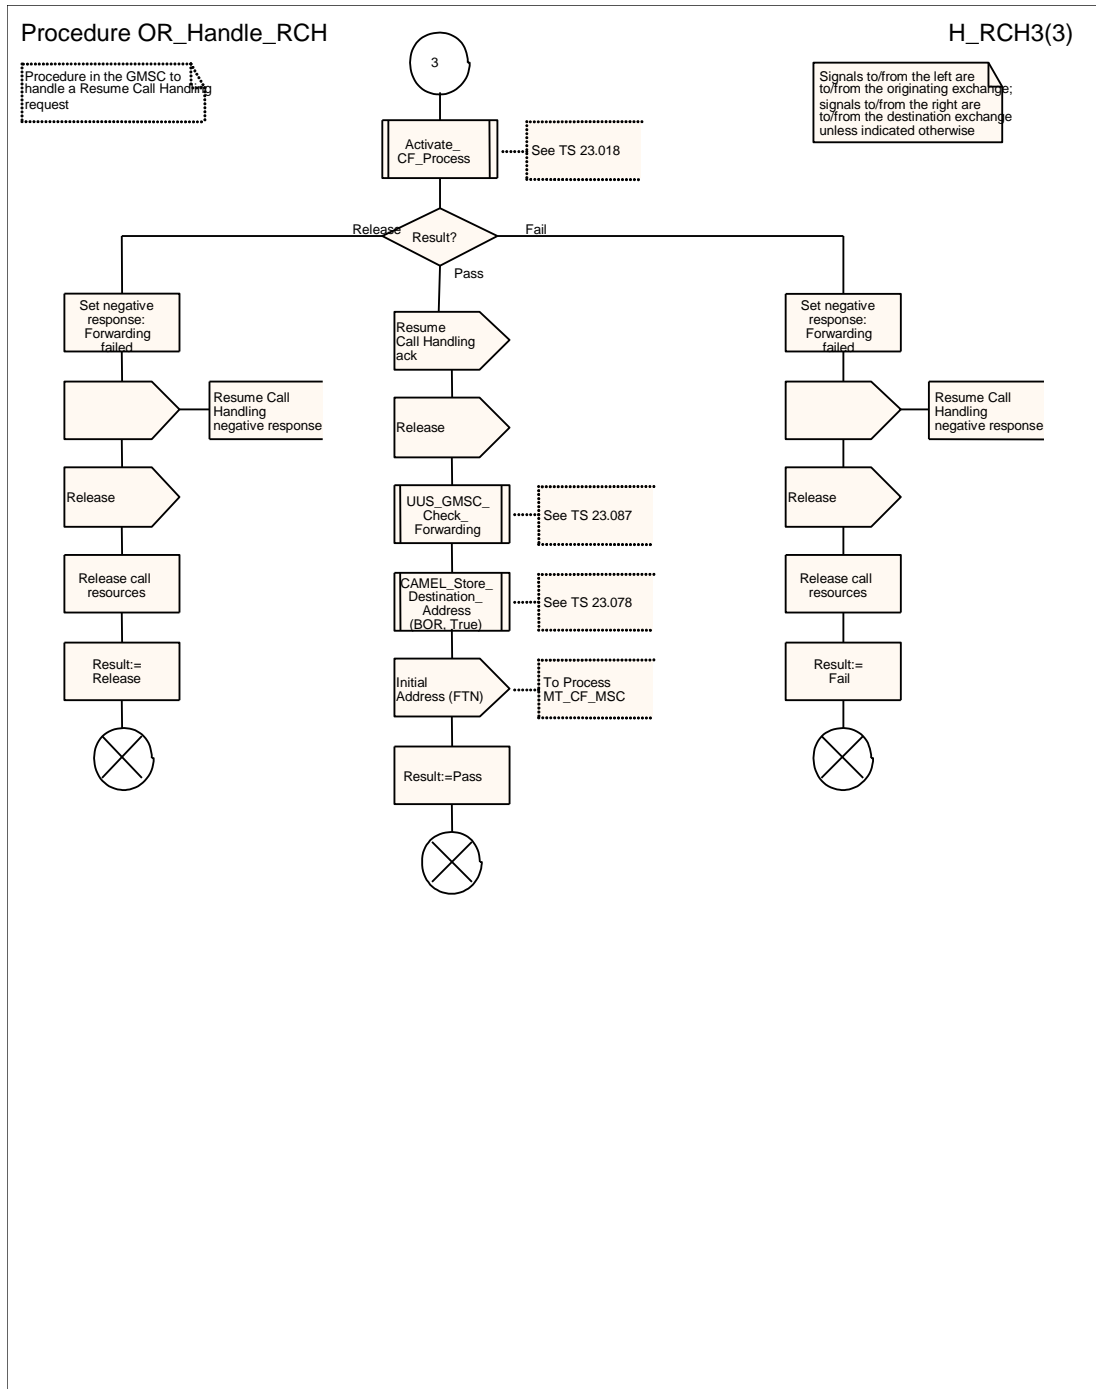 Procedure OR_Handle_RCH
H_RCH3(3)
Procedure in the GMSC to
handle a Resume Call Handling
request
3
Signals to/from the left are
to/from the originating exchange;
signals to/from the right are
to/from the destination exchange
unless indicated otherwise
Activate_
CF_Process
See TS 23.018
Release
Result?
Fail
Pass
Set negative
response:
Forwarding
failed
Resume Call
Handling
negative response
Release
Release call
resources
Result:=
Release
Resume
Call Handling
ack
Release
UUS_GMSC_
Check_
Forwarding
See TS 23.087
CAMEL_Store_
Destination_
Address
(BOR, True)
See TS 23.078
Initial
Address (FTN)
To Process
MT_CF_MSC
Result:=Pass
Set negative
response:
Forwarding
failed
Resume Call
Handling
negative response
Release
Release call
resources
Result:=
Fail